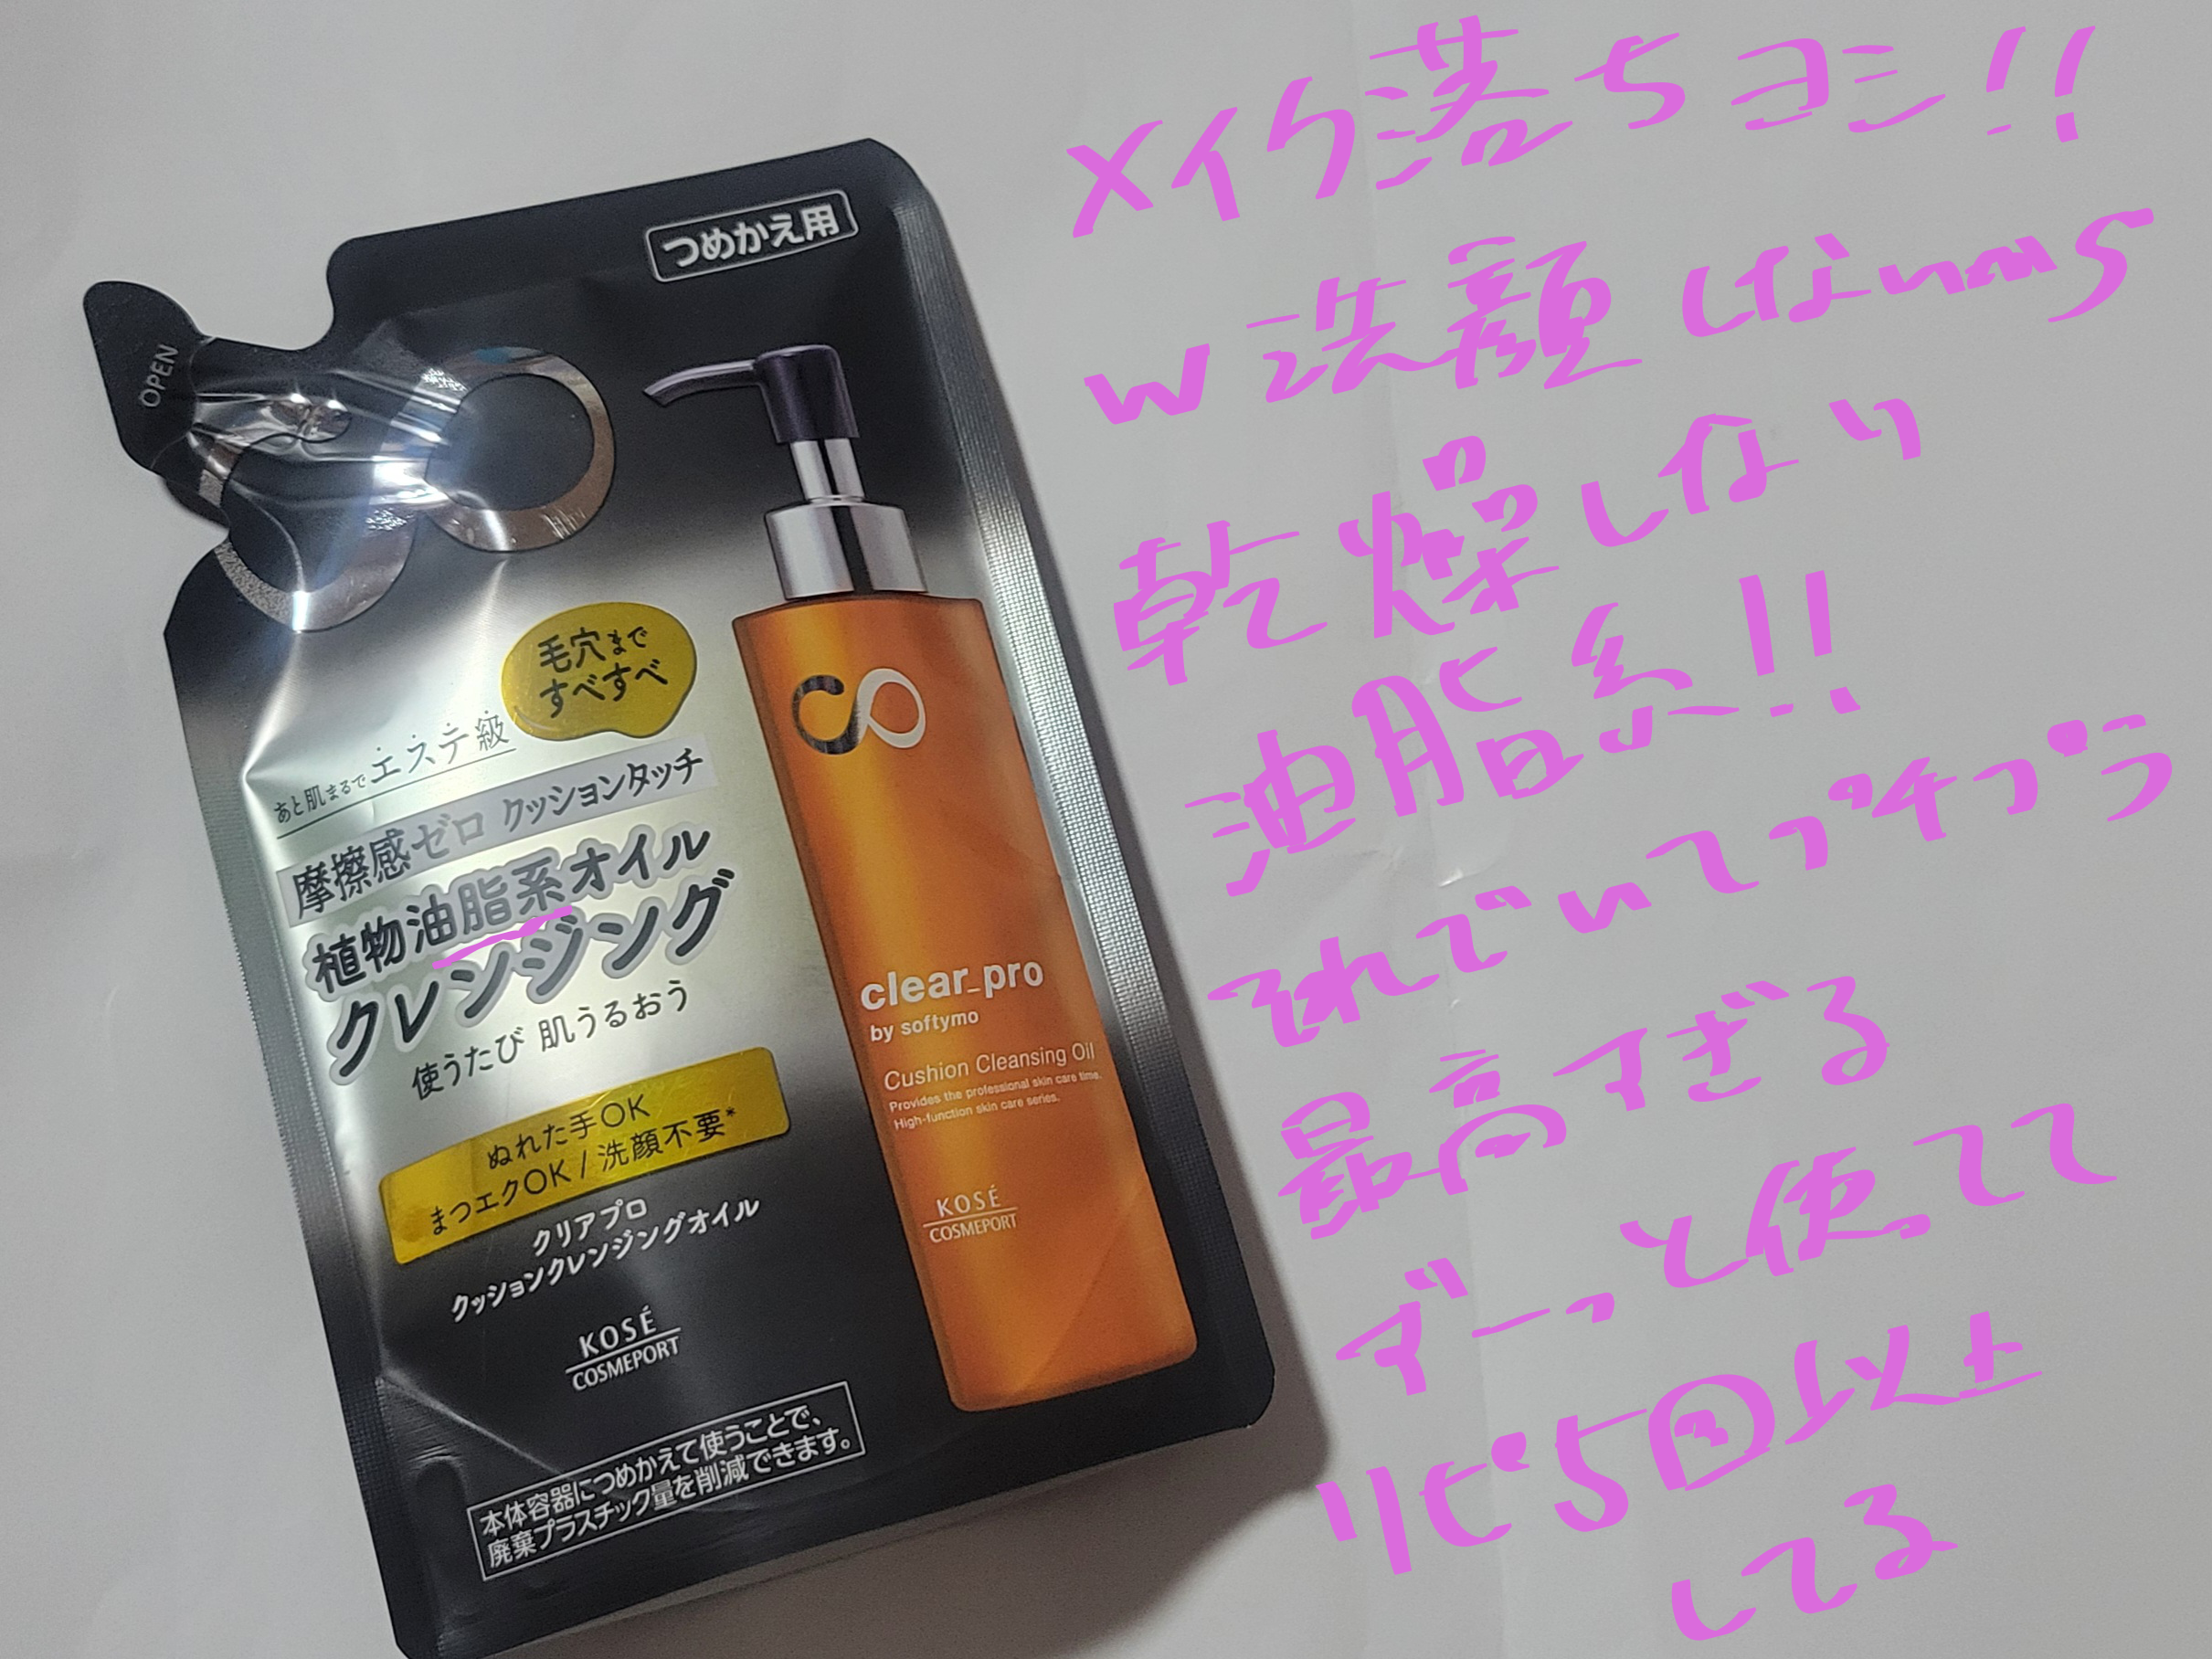 つめかえ用
OPEN
毛穴まで
すべすべ
あと肌まるでエステ級
摩擦感ゼロ クッションタッチ
植物油脂系オイル
クレンジング
使うたび 肌うるおう
ぬれた手OK
まつエクOK / 洗顔不要*
クリアプロ
クッションクレンジングオイル
KOSÉ
COSMEPORT
本体容器につめかえて使うことで、
廃棄プラスチック量を削減できます。
clear_pro
by softymo
Cushion Cleansing Oil
Provides the professional skin care time.
High-function skin care series.
KOSÉ
COSMEPORT
メイク落ちヨシ!!
W洗顔しないから
乾燥しない
油脂系!!
それでいてプチプラ
最高すぎる
ずーっと使ってて
リピ5回以上
してる